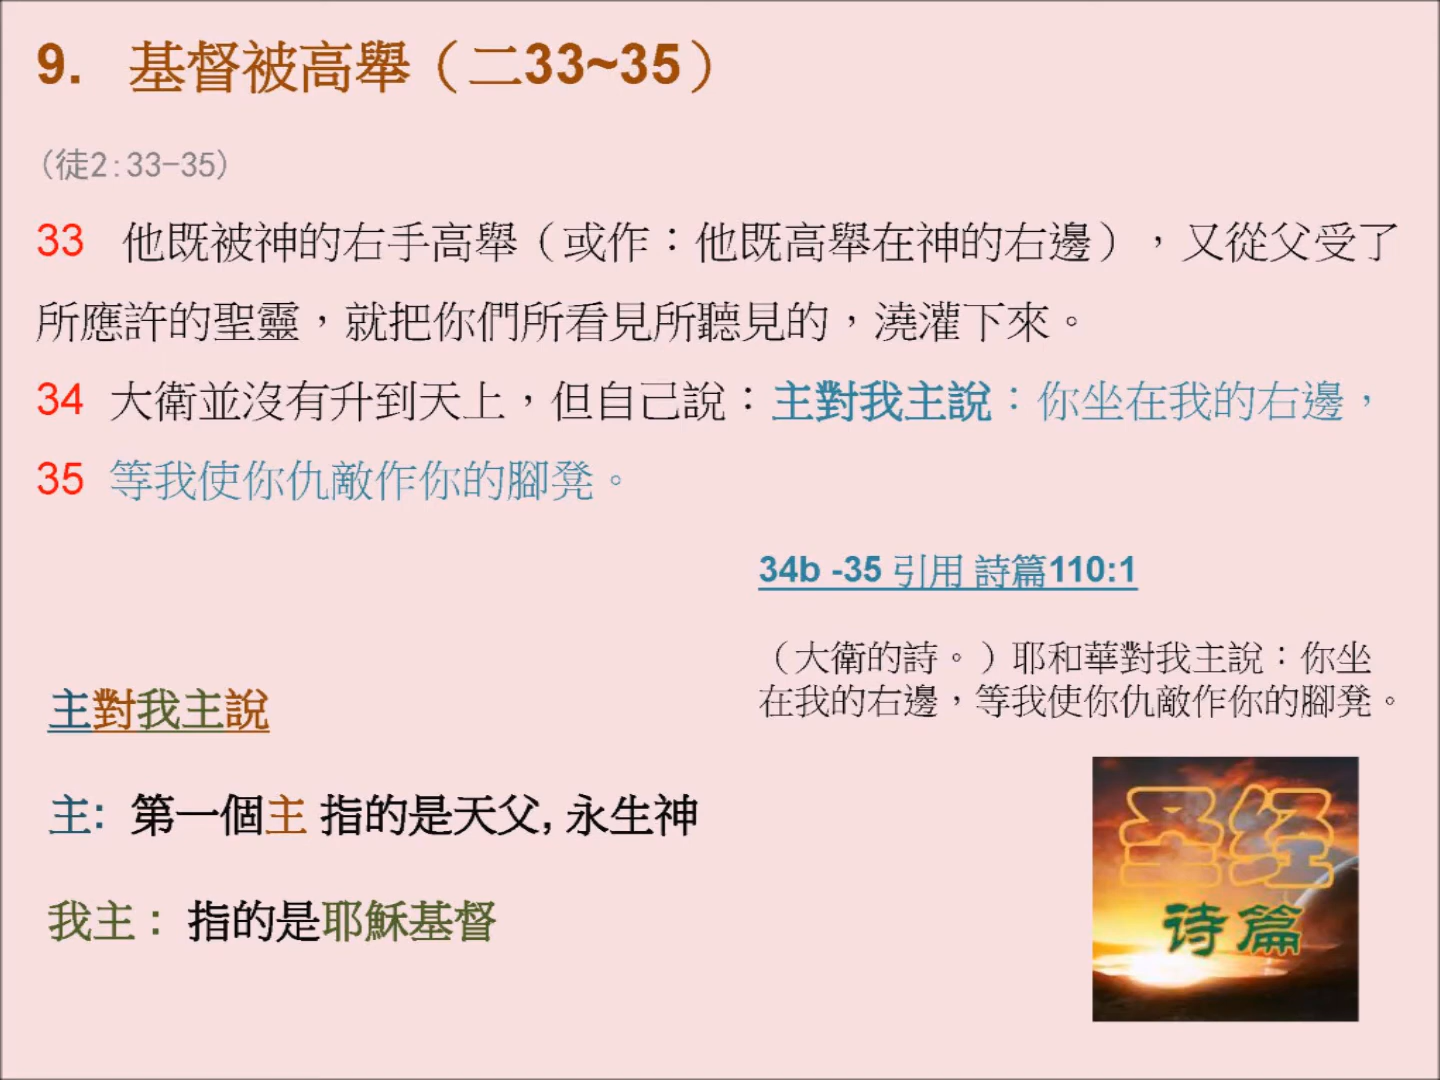 9. 基督被高舉（二33~35）
(徒2:33-35)
33 他既被神的右手高舉（或作：他既高舉在神的右邊），又從父受了
所應許的聖靈，就把你們所看見所聽見的，澆灌下來。
34 大衛並沒有升到天上，但自己說：主對我主說：你坐在我的右邊，
35 等我使你仇敵作你的腳凳。
34b -35 引用 詩篇110:1
（大衛的詩。）耶和華對我主說：你坐
在我的右邊，等我使你仇敵作你的腳凳。
主對我主說
主: 第一個主 指的是天父, 永生神
我主： 指的是耶穌基督
圣经
诗篇